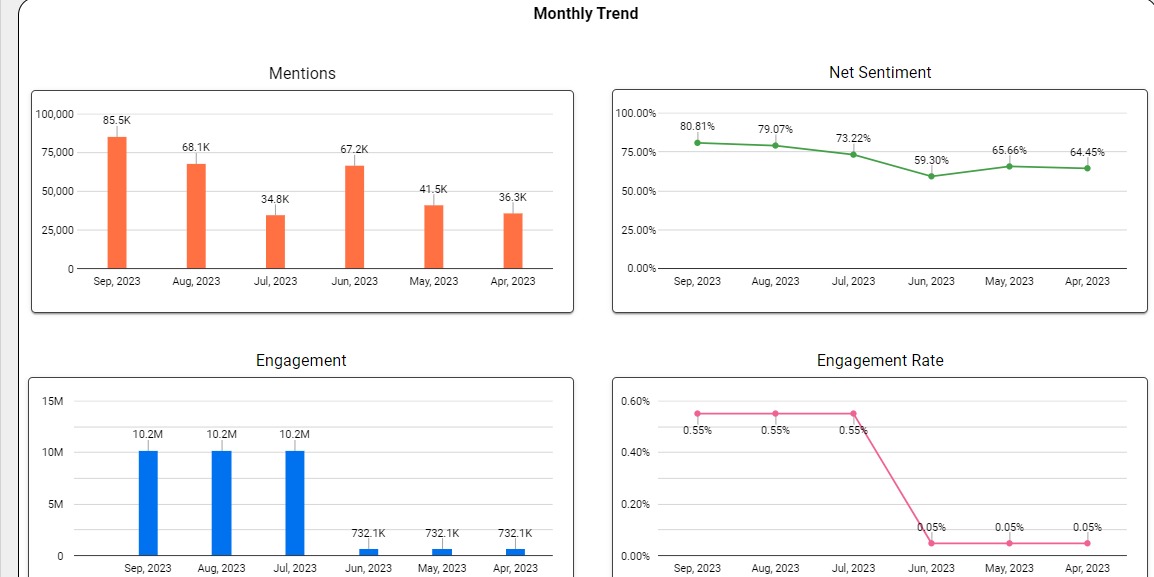 Monthly Trend
Mentions
100,000
75,000
50,000
25,000
0
85.5K
68.1K
34.8K
67.2K
41.5K
36.3K
Sep, 2023 Aug, 2023 Jul, 2023 Jun, 2023 May, 2023 Apr, 2023
Net Sentiment
100.00%
75.00%
50.00%
25.00%
0.00%
80.81%
79.07%
73.22%
59.30%
65.66%
64.45%
Sep, 2023 Aug, 2023 Jul, 2023 Jun, 2023 May, 2023 Apr, 2023
Engagement
15M
10M
5M
0
10.2M 10.2M 10.2M
732.1K 732.1K 732.1K
Sep, 2023 Aug, 2023 Jul, 2023 Jun, 2023 May, 2023 Apr, 2023
Engagement Rate
0.60%
0.40%
0.20%
0.00%
0.55% 0.55% 0.55%
0.05% 0.05% 0.05%
Sep, 2023 Aug, 2023 Jul, 2023 Jun, 2023 May, 2023 Apr, 2023